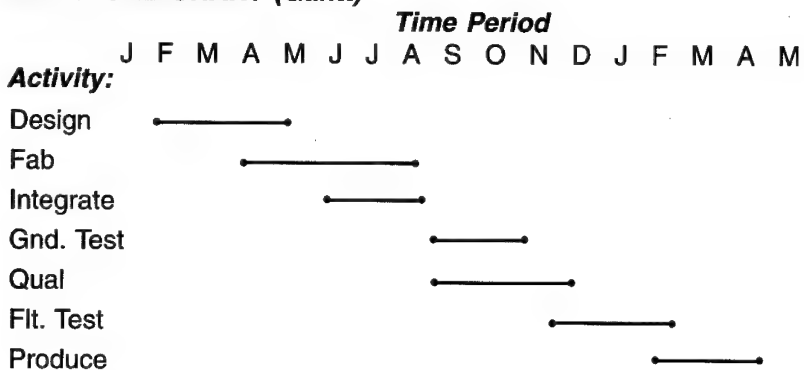 Time Period
J F M A M J J A S O N D J F M A M
Activity:
Design
Fab
Integrate
Gnd. Test
Qual
Flt. Test
Produce